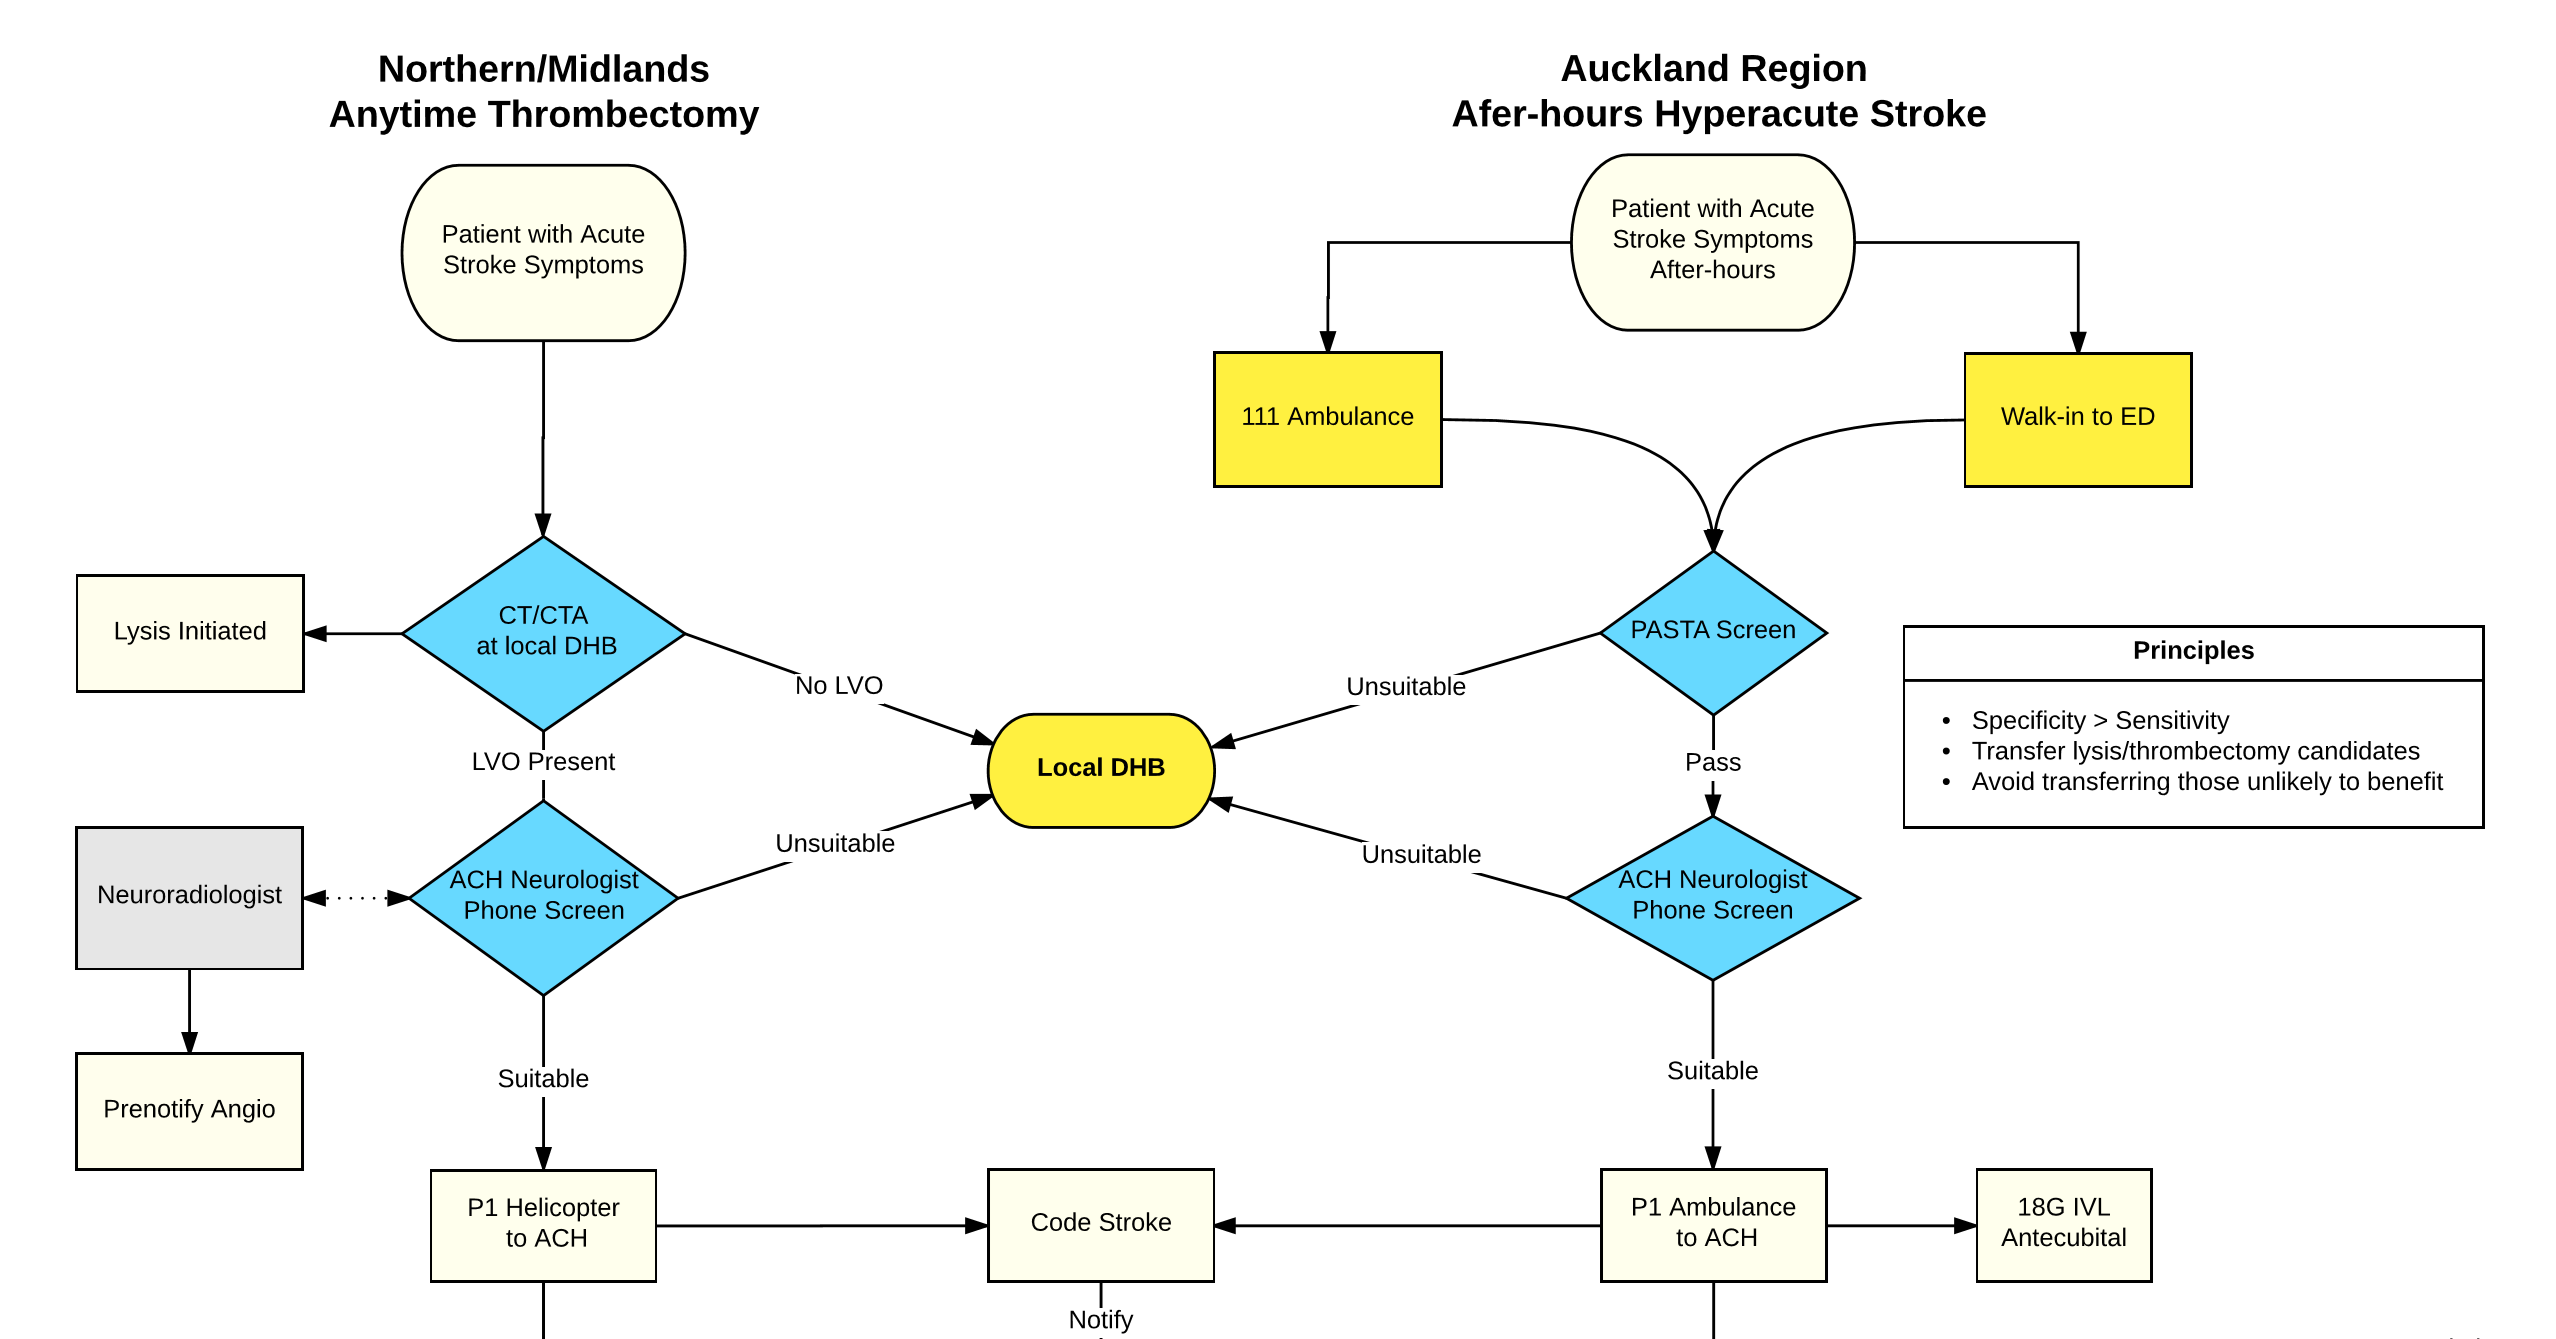 Northern/Midlands
Anytime Thrombectomy
Auckland Region
Afer-hours Hyperacute Stroke
Patient with Acute
Stroke Symptoms
Patient with Acute
Stroke Symptoms
After-hours
111 Ambulance
Walk-in to ED
Lysis Initiated
CT/CTA
at local DHB
PASTA Screen
No LVO
Unsuitable
Principles
• Specificity > Sensitivity
• Transfer lysis/thrombectomy candidates
• Avoid transferring those unlikely to benefit
LVO Present
Local DHB
Pass
Neuroradiologist
ACH Neurologist
Phone Screen
Unsuitable
Unsuitable
ACH Neurologist
Phone Screen
Prenotify Angio
Suitable
Suitable
P1 Helicopter
to ACH
Code Stroke
P1 Ambulance
to ACH
18G IVL
Antecubital
Notify